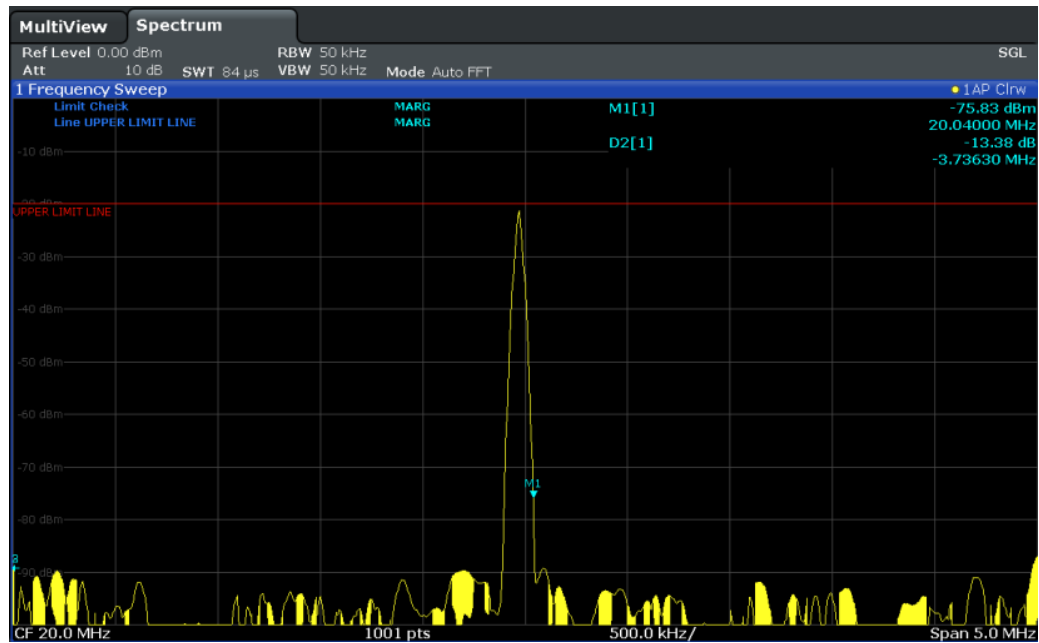 MultiView Spectrum
Ref Level 0.00 dBm RBW 50 kHz SGL
Att 10 dB SWT 84 µs VBW 50 kHz Mode Auto FFT
1 Frequency Sweep 1AP Clrw
Limit Check MARG M1[1] -75.83 dBm
Line UPPER LIMIT LINE MARG 20.04000 MHz
D2[1] -13.38 dB
-10 dBm -3.73630 MHz
-20 dBm
UPPER LIMIT LINE
-30 dBm
-40 dBm
-50 dBm
-60 dBm
-70 dBm
M1
-80 dBm
-90 dBm
CF 20.0 MHz 1001 pts 500.0 kHz/ Span 5.0 MHz